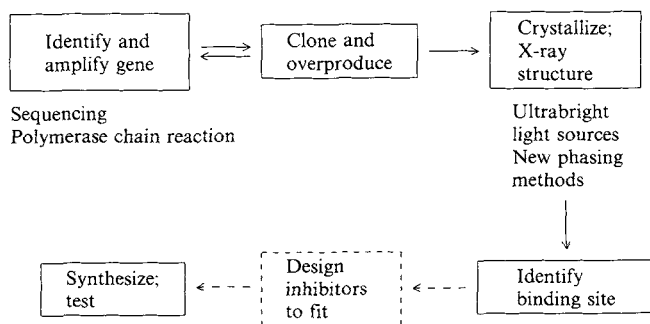 Identify and
amplify gene
Clone and
overproduce
Crystallize;
X-ray
structure
Sequencing
Polymerase chain reaction
Ultrabright
light sources
New phasing
methods
Synthesize;
test
Design
inhibitors
to fit
Identify
binding site